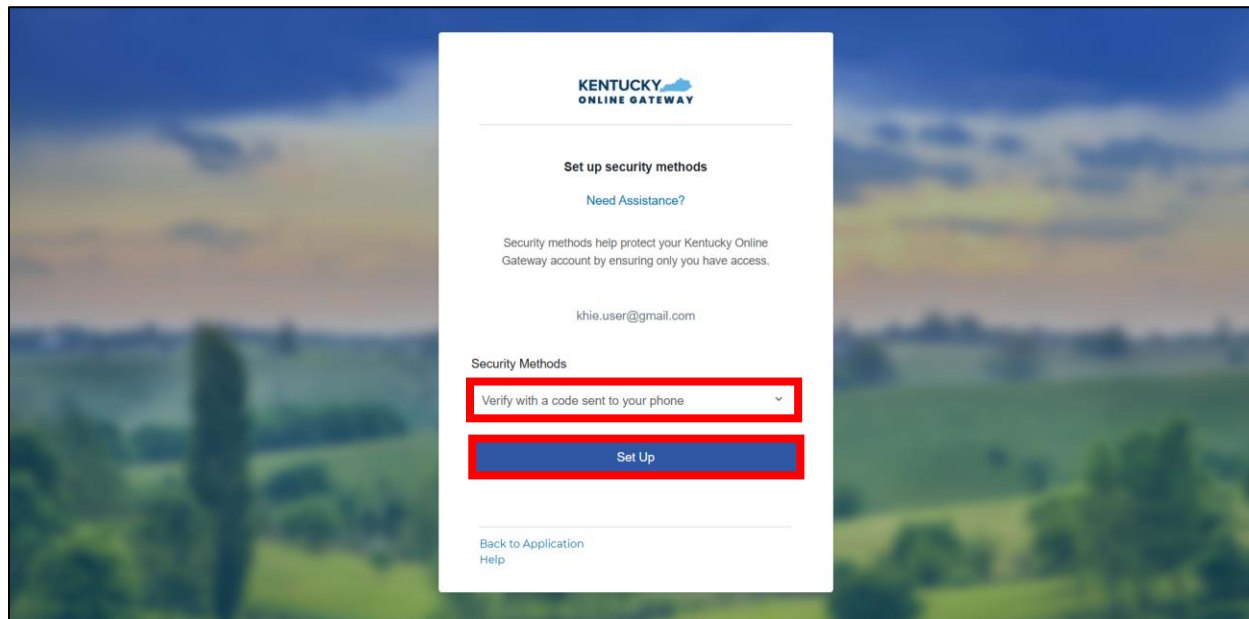 KENTUCKY
ONLINE GATEWAY
Set up security methods
Need Assistance?
Security methods help protect your Kentucky Online
Gateway account by ensuring only you have access.
khie.user@gmail.com
Security Methods
Verify with a code sent to your phone
Set Up
Back to Application
Help